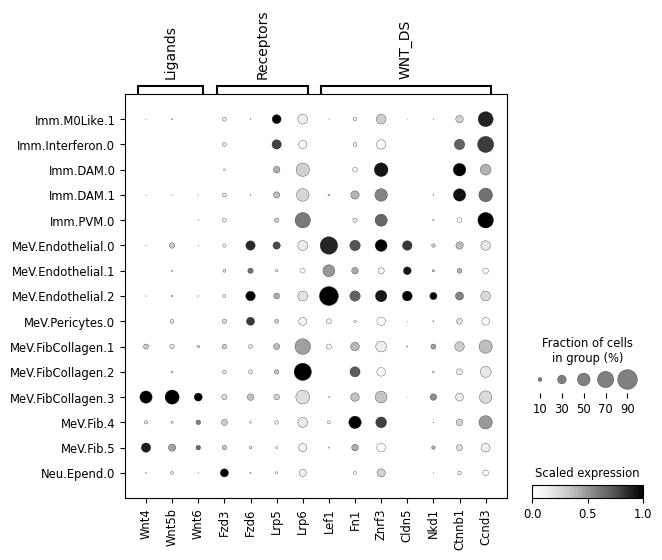 Ligands
Receptors
WNT_DS
Imm.M0Like.1
Imm.Interferon.0
Imm.DAM.0
Imm.DAM.1
Imm.PVM.0
MeV.Endothelial.0
MeV.Endothelial.1
MeV.Endothelial.2
MeV.Pericytes.0
MeV.FibCollagen.1
MeV.FibCollagen.2
MeV.FibCollagen.3
MeV.Fib.4
MeV.Fib.5
Neu.Epend.0
Wnt4
Wnt5b
Wnt6
Fzd3
Fzd6
Lrp5
Lrp6
Lef1
Fn1
Znrf3
Cldn5
Nkd1
Ctnnb1
Ccnd3
Fraction of cells
in group (%)
10 30 50 70 90
Scaled expression
0.0 0.5 1.0